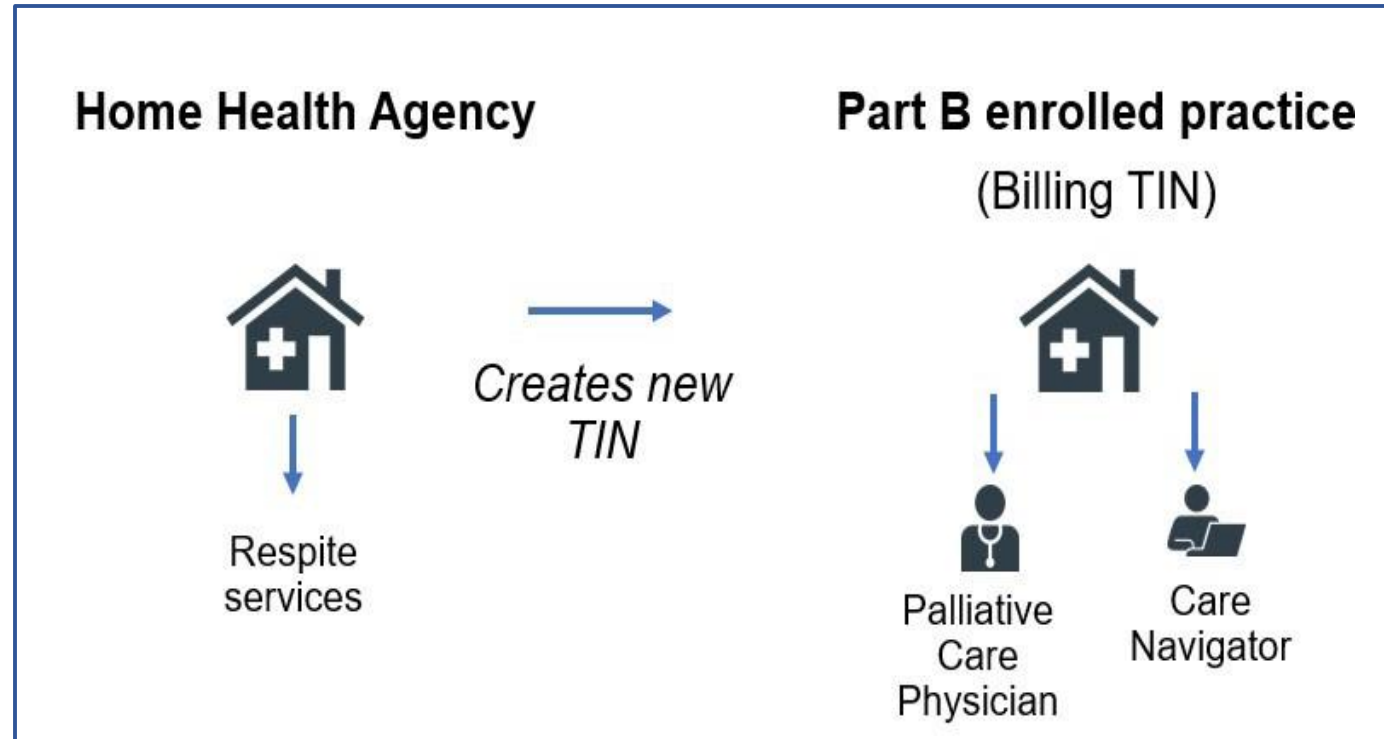 Home Health Agency
Part B enrolled practice
(Billing TIN)
Creates new
TIN
Respite
services
Palliative
Care
Physician
Care
Navigator